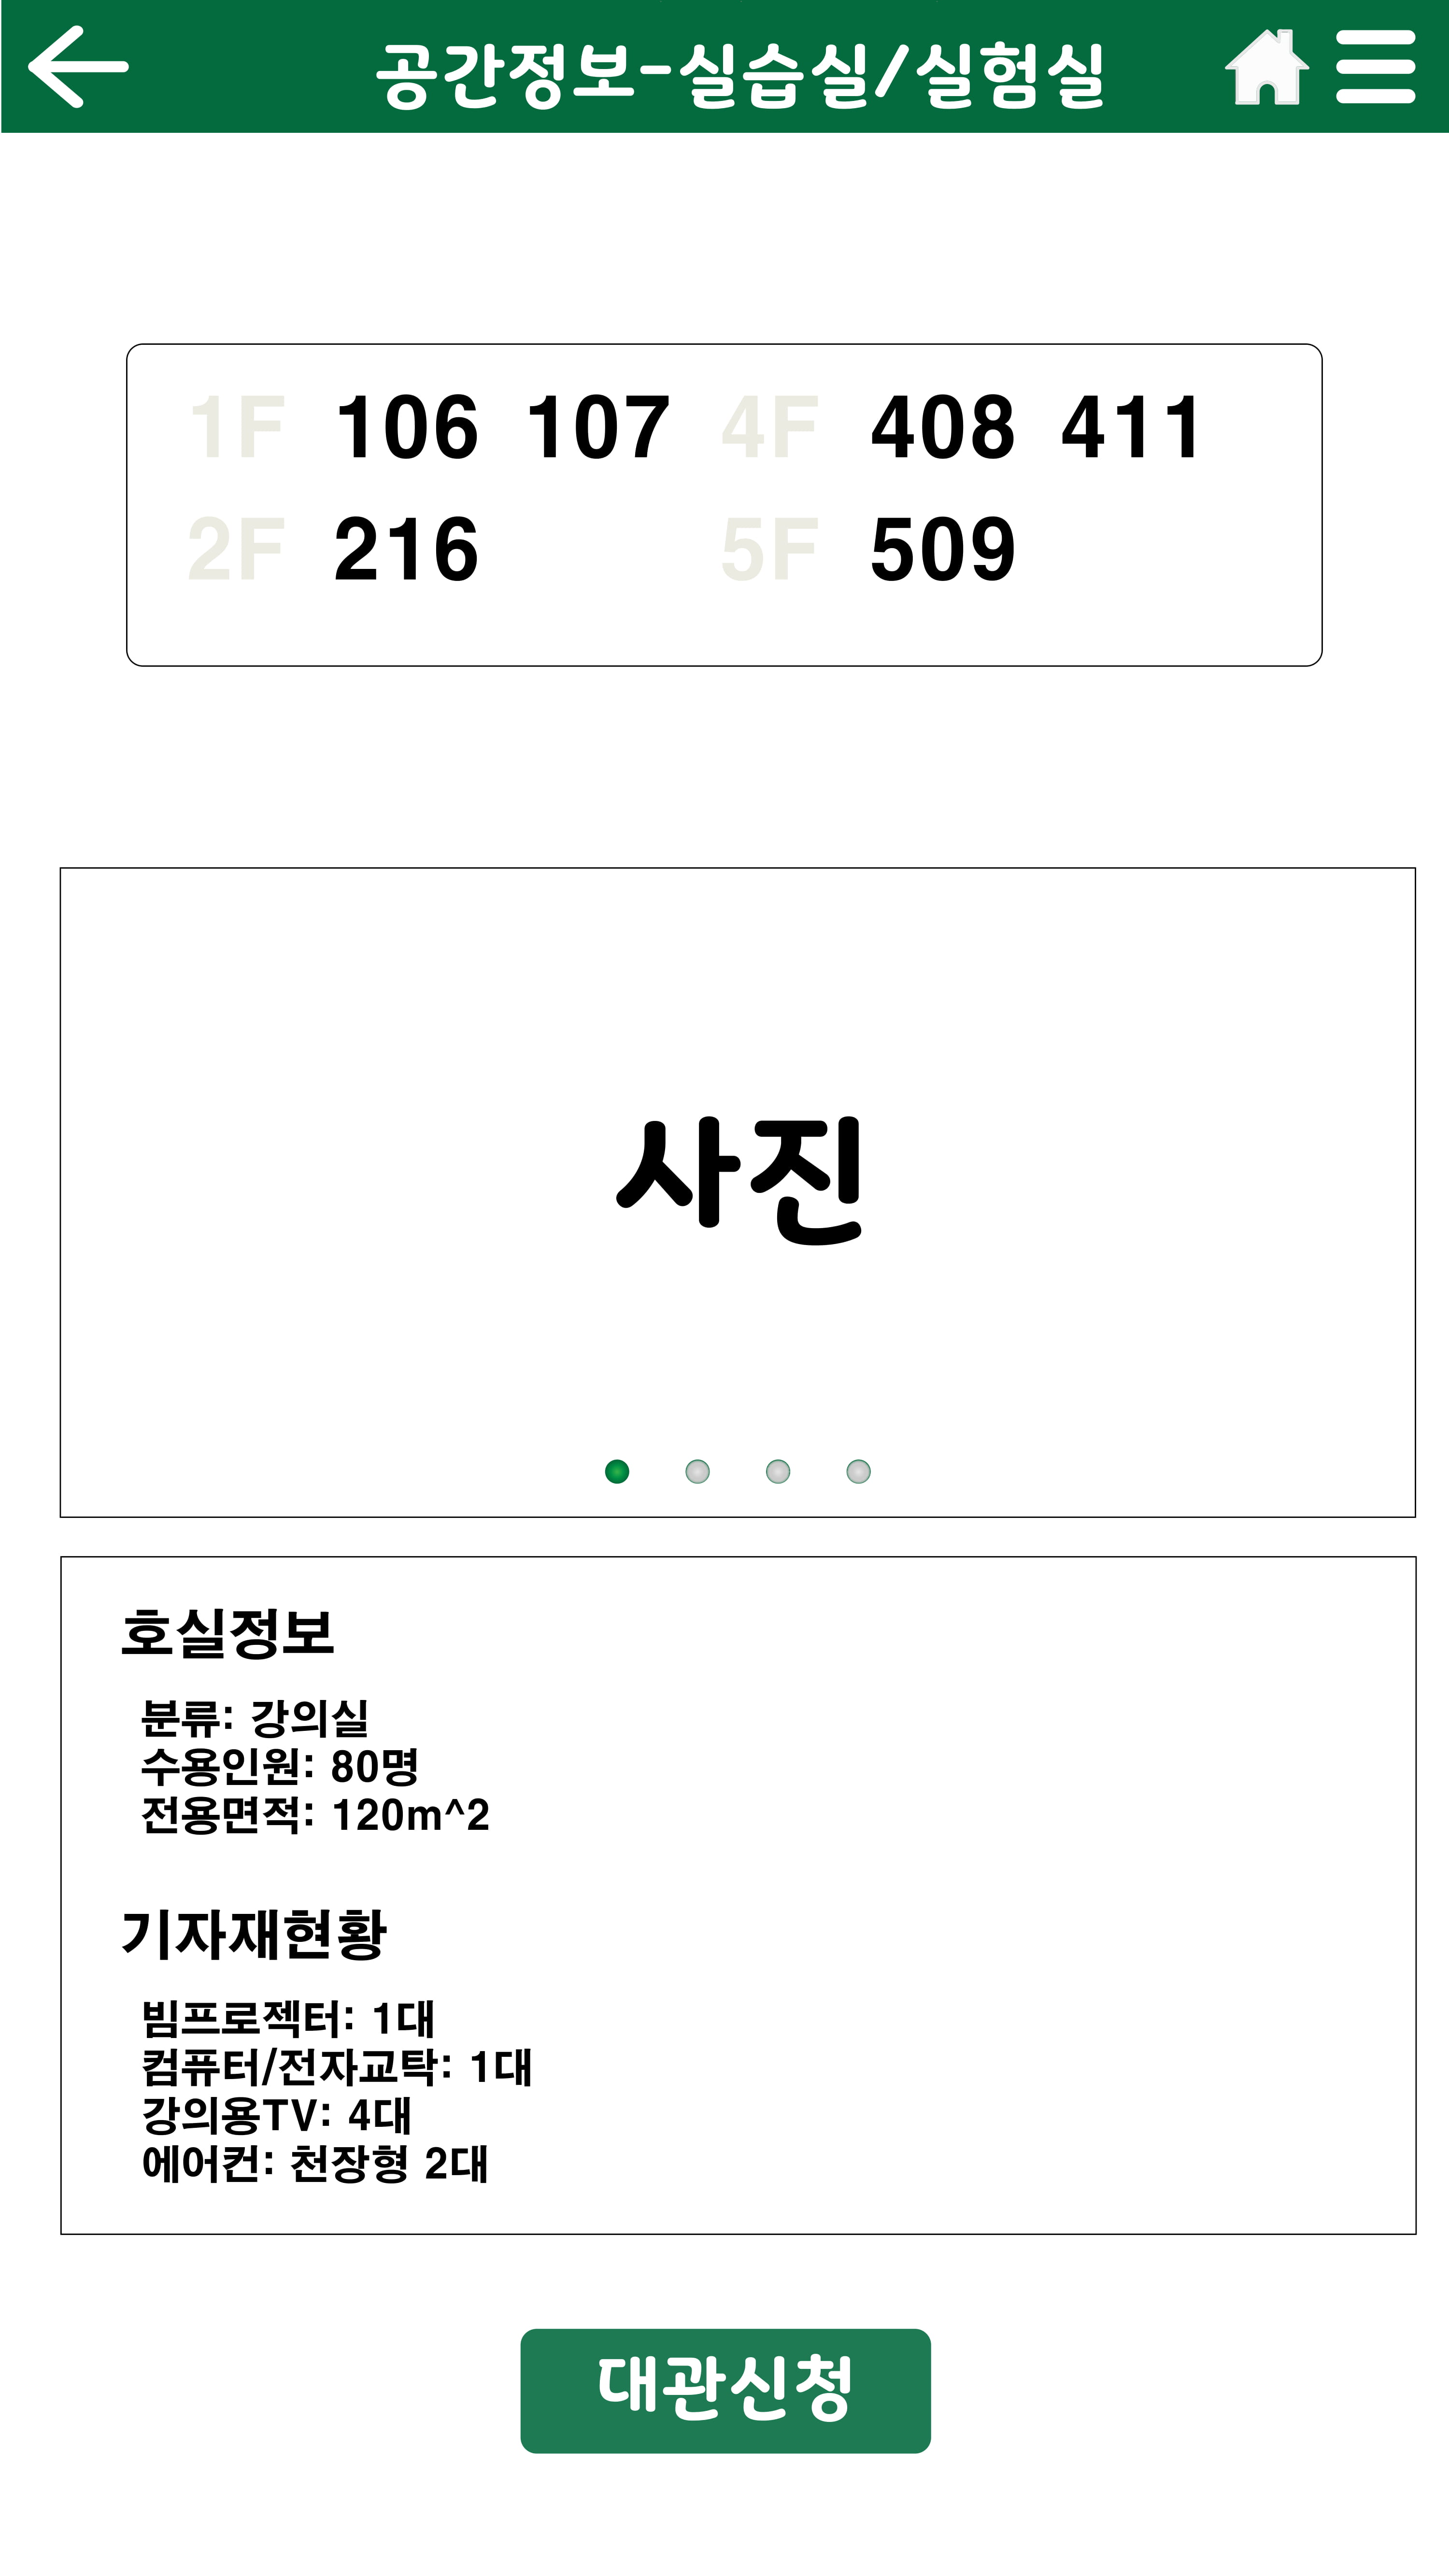 공간정보-실습실/실험실
1F 106 107 4F 408 411
2F 216 5F 509
사진
호실정보
분류: 강의실
수용인원: 80명
전용면적: 120m^2
기자재현황
빔프로젝터: 1대
컴퓨터/전자교탁: 1대
강의용TV: 4대
에어컨: 천장형 2대
대관신청